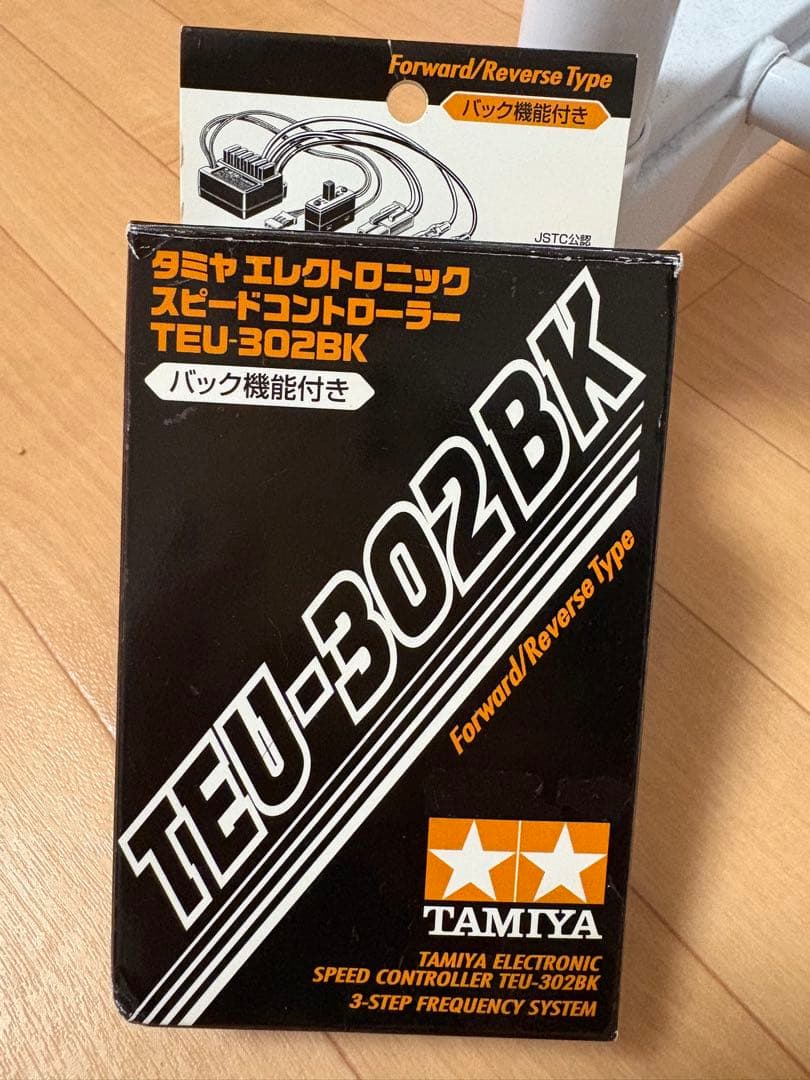 Forward/Reverse Type
バック機能付き
JSTC公認
タミヤ エレクトロニック
スピードコントローラー
TEU-302BK
バック機能付き
TEU-302BK
Forward/Reverse Type
TAMIYA
TAMIYA ELECTRONIC
SPEED CONTROLLER TEU-302BK
3-STEP FREQUENCY SYSTEM